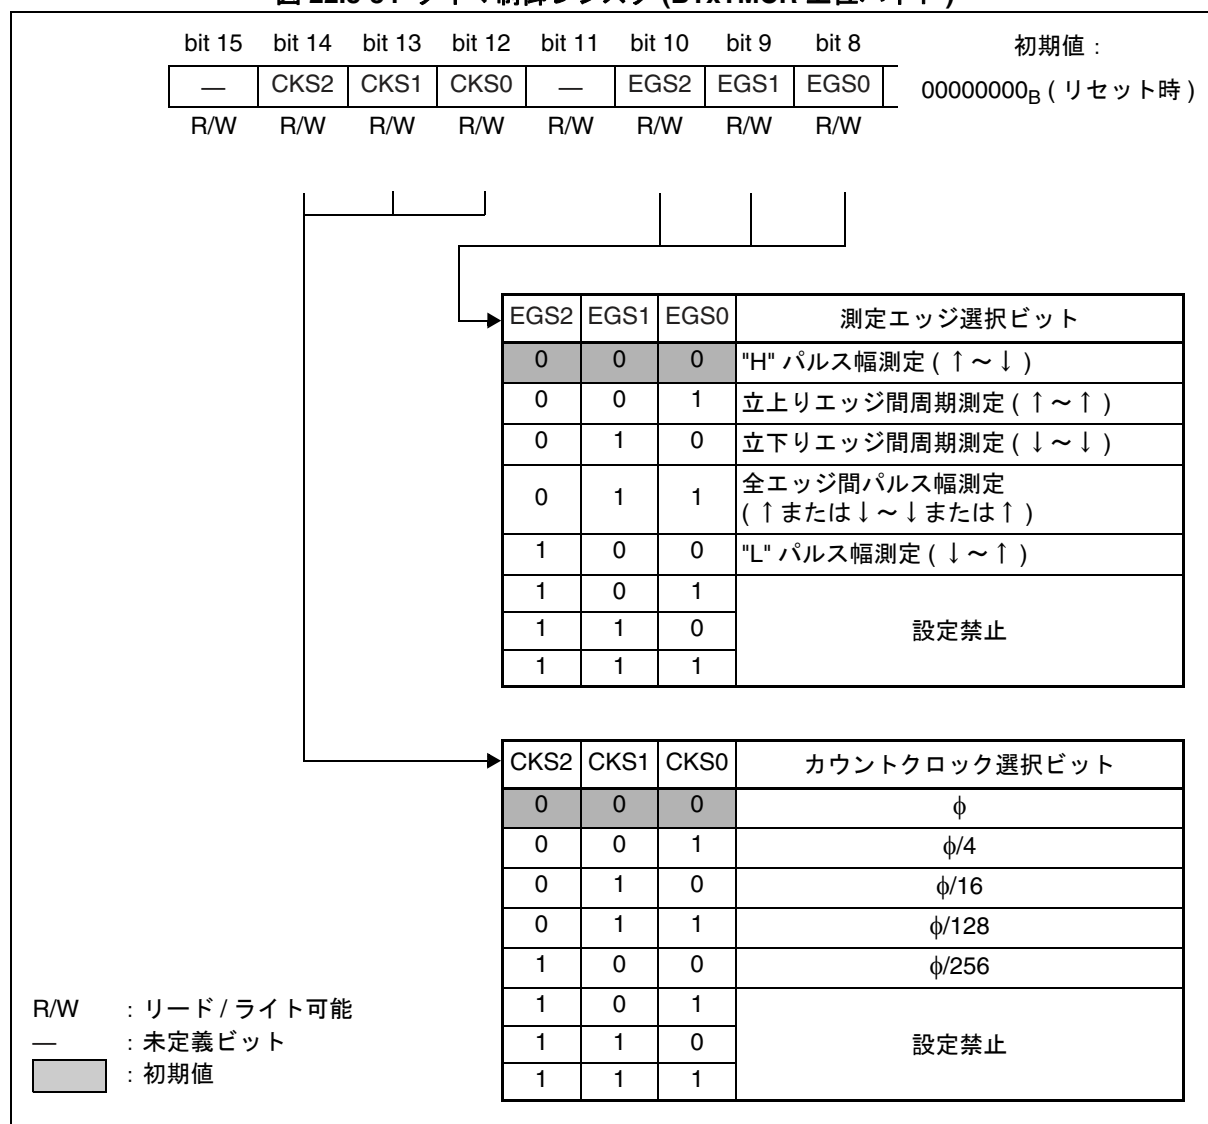 bit 15 bit 14 bit 13 bit 12 bit 11 bit 10 bit 9 bit 8 初期値 :
— CKS2 CKS1 CKS0 — EGS2 EGS1 EGS0 00000000B ( リセット時 )
R/W R/W R/W R/W R/W R/W R/W R/W
EGS2 EGS1 EGS0 測定エッジ選択ビット
0 0 0 "H" パルス幅測定 ( ↑～↓ )
0 0 1 立上りエッジ間周期測定 ( ↑～↑ )
0 1 0 立下りエッジ間周期測定 ( ↓～↓ )
0 1 1 全エッジ間パルス幅測定
( ↑または↓～↓または↑ )
1 0 0 "L" パルス幅測定 ( ↓～↑ )
1 0 1
1 1 0 設定禁止
1 1 1
CKS2 CKS1 CKS0 カウントクロック選択ビット
0 0 0 φ
0 0 1 φ/4
0 1 0 φ/16
0 1 1 φ/128
1 0 0 φ/256
1 0 1
1 1 0 設定禁止
1 1 1
R/W : リード / ライト可能
— : 未定義ビット
: 初期値